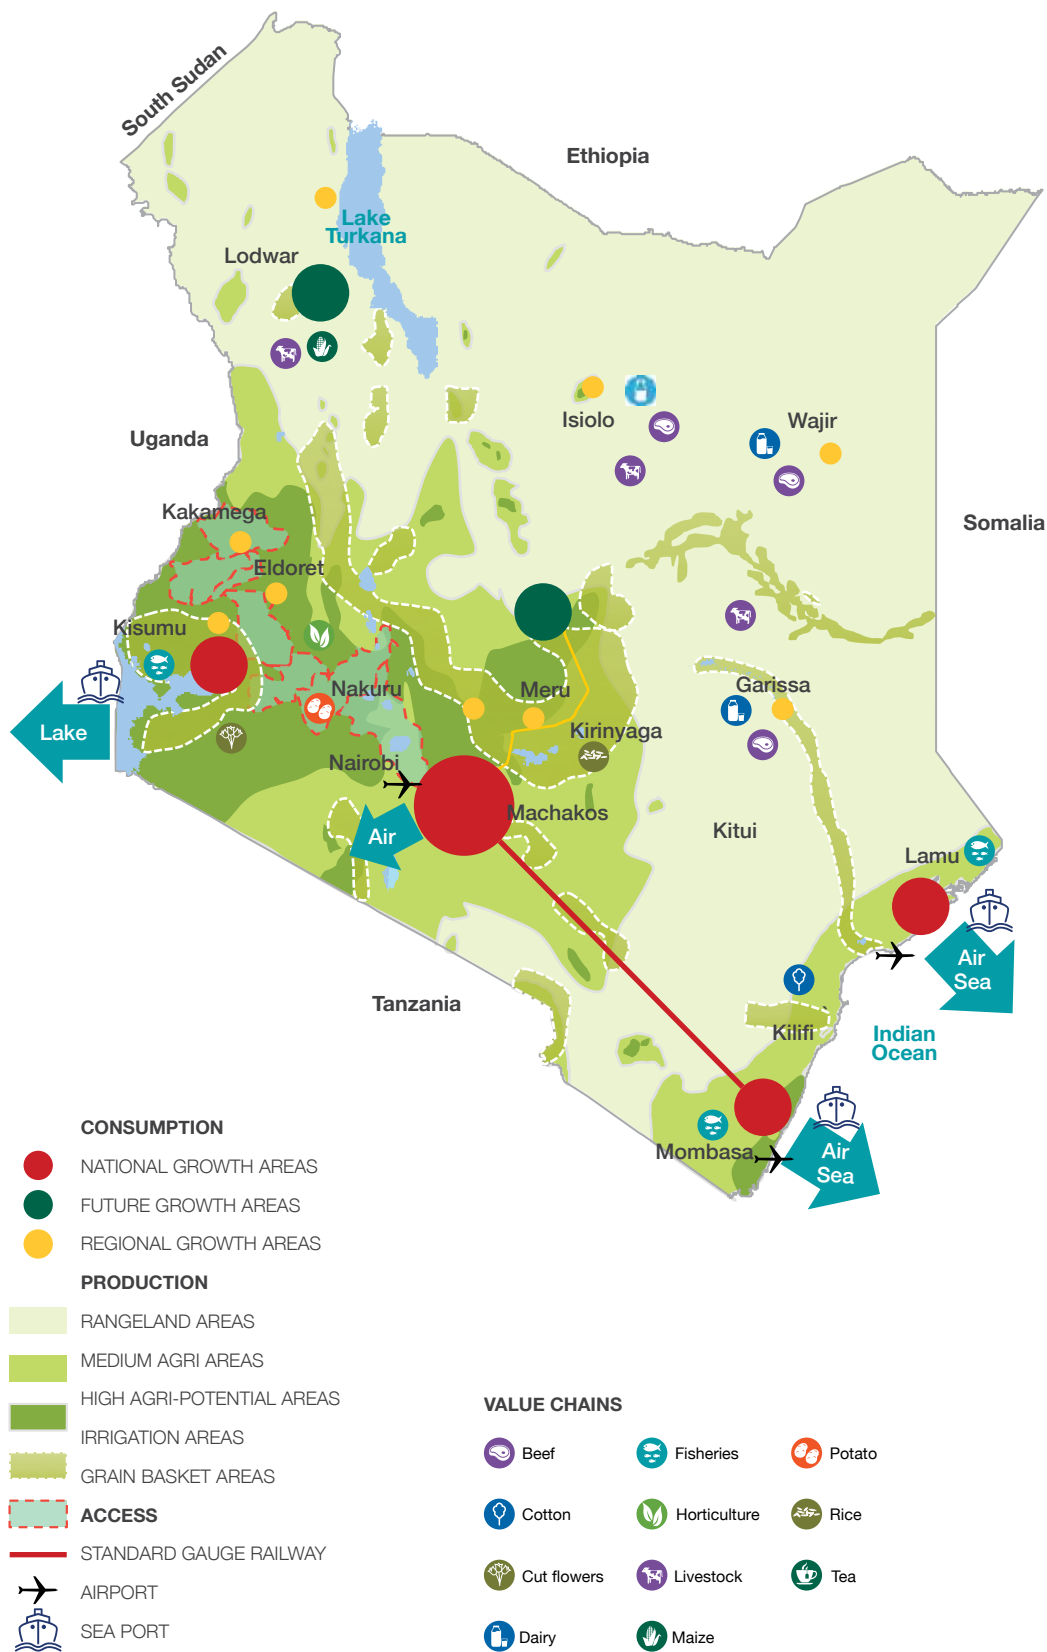 South Sudan
Ethiopia
Lake
Turkana
Lodwar
Isiolo
Wajir
Uganda
Kakamega
Somalia
Eldoret
Kisumu
Nakuru
Meru
Garissa
Lake
Kirinyaga
Nairobi
Machakos
Air
Kitui
Lamu
Air
Sea
Tanzania
Kilifi
Indian
Ocean
Mombasa
Air
Sea
CONSUMPTION
NATIONAL GROWTH AREAS
FUTURE GROWTH AREAS
REGIONAL GROWTH AREAS
PRODUCTION
RANGELAND AREAS
MEDIUM AGRI AREAS
HIGH AGRI-POTENTIAL AREAS
IRRIGATION AREAS
GRAIN BASKET AREAS
ACCESS
STANDARD GAUGE RAILWAY
AIRPORT
SEA PORT
VALUE CHAINS
Beef
Fisheries
Potato
Cotton
Horticulture
Rice
Cut flowers
Livestock
Tea
Dairy
Maize